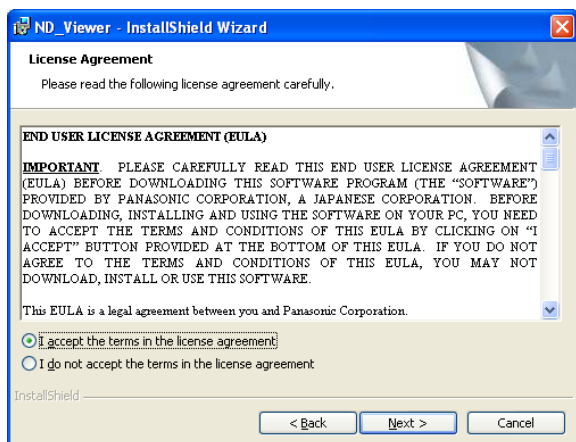 ND_Viewer - InstallShield Wizard
License Agreement
Please read the following license agreement carefully.
END USER LICENSE AGREEMENT (EULA)
IMPORTANT. PLEASE CAREFULLY READ THIS END USER LICENSE AGREEMENT
(EULA) BEFORE DOWNLOADING THIS SOFTWARE PROGRAM (THE “SOFTWARE”)
PROVIDED BY PANASONIC CORPORATION, A JAPANESE CORPORATION. BEFORE
DOWNLOADING, INSTALLING AND USING THE SOFTWARE ON YOUR PC, YOU NEED
TO ACCEPT THE TERMS AND CONDITIONS OF THIS EULA BY CLICKING ON “I
ACCEPT” BUTTON PROVIDED AT THE BOTTOM OF THIS EULA. IF YOU DO NOT
AGREE TO THE TERMS AND CONDITIONS OF THIS EULA, YOU MAY NOT
DOWNLOAD, INSTALL OR USE THIS SOFTWARE.
This EULA is a legal agreement between you and Panasonic Corporation.
I accept the terms in the license agreement
I do not accept the terms in the license agreement
InstallShield
< Back
Next >
Cancel